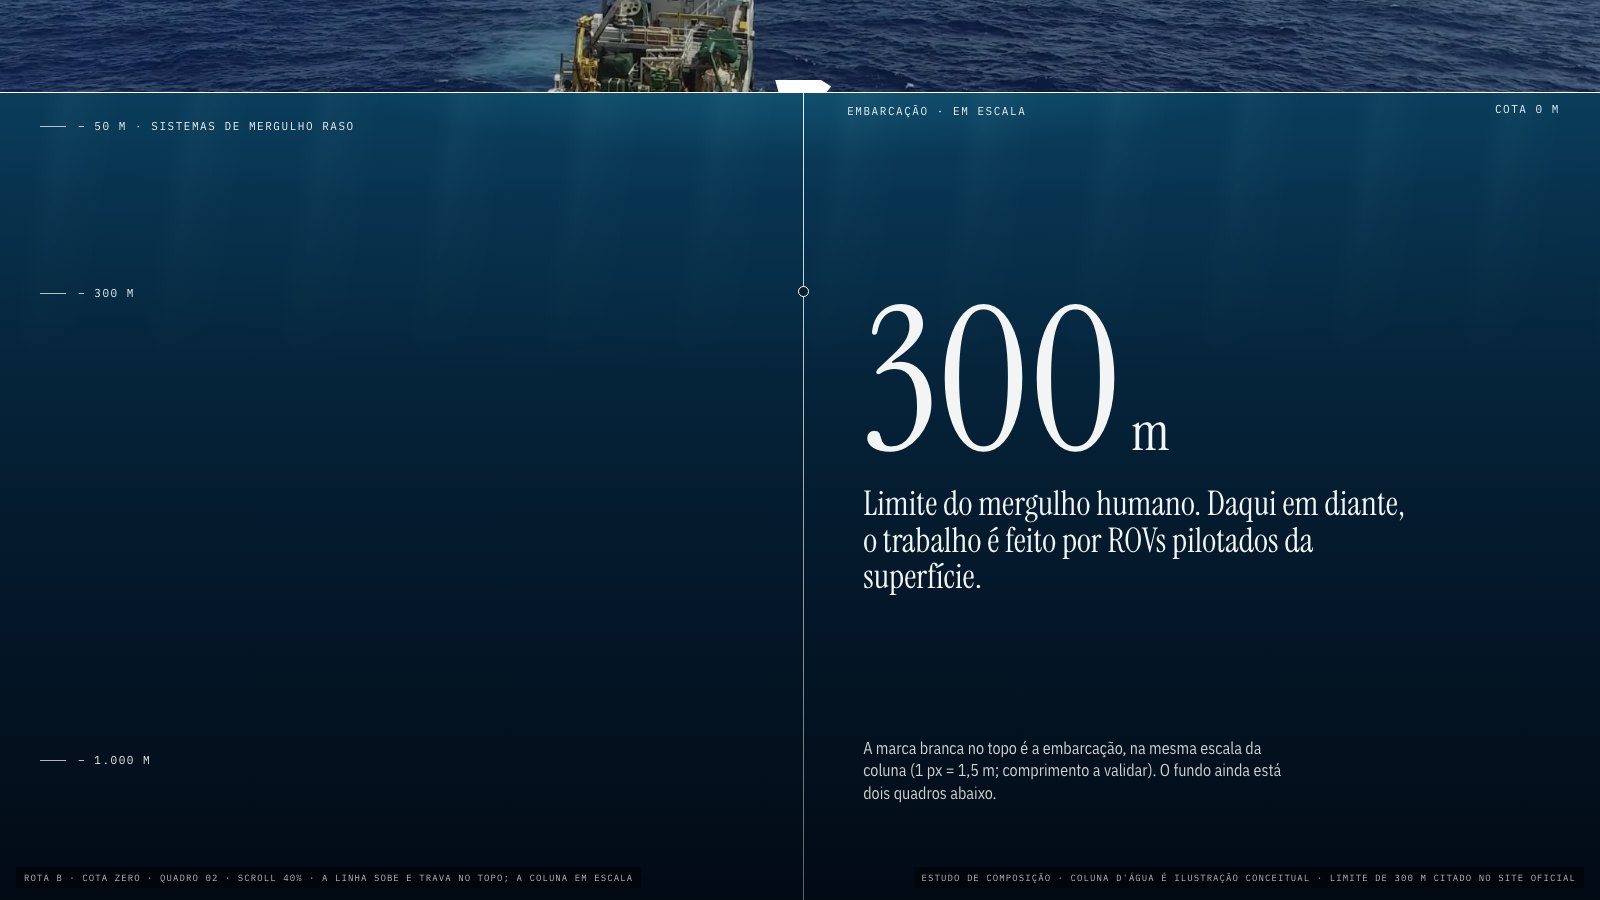 EMBARCAÇÃO · EM ESCALA
COTA 0 M
— 50 M · SISTEMAS DE MERGULHO RASO
— 300 M
300 m
Limite do mergulho humano. Daqui em diante,
o trabalho é feito por ROVs pilotados da
superfície.
— 1.000 M
A marca branca no topo é a embarcação, na mesma escala da
coluna (1 px = 1,5 m; comprimento a validar). O fundo ainda está
dois quadros abaixo.
ROTA B · COTA ZERO · QUADRO 02 · SCROLL 40% · A LINHA SOBE E TRAVA NO TOPO; A COLUNA EM ESCALA
ESTUDO DE COMPOSIÇÃO · COLUNA D'ÁGUA É ILUSTRAÇÃO CONCEITUAL · LIMITE DE 300 M CITADO NO SITE OFICIAL